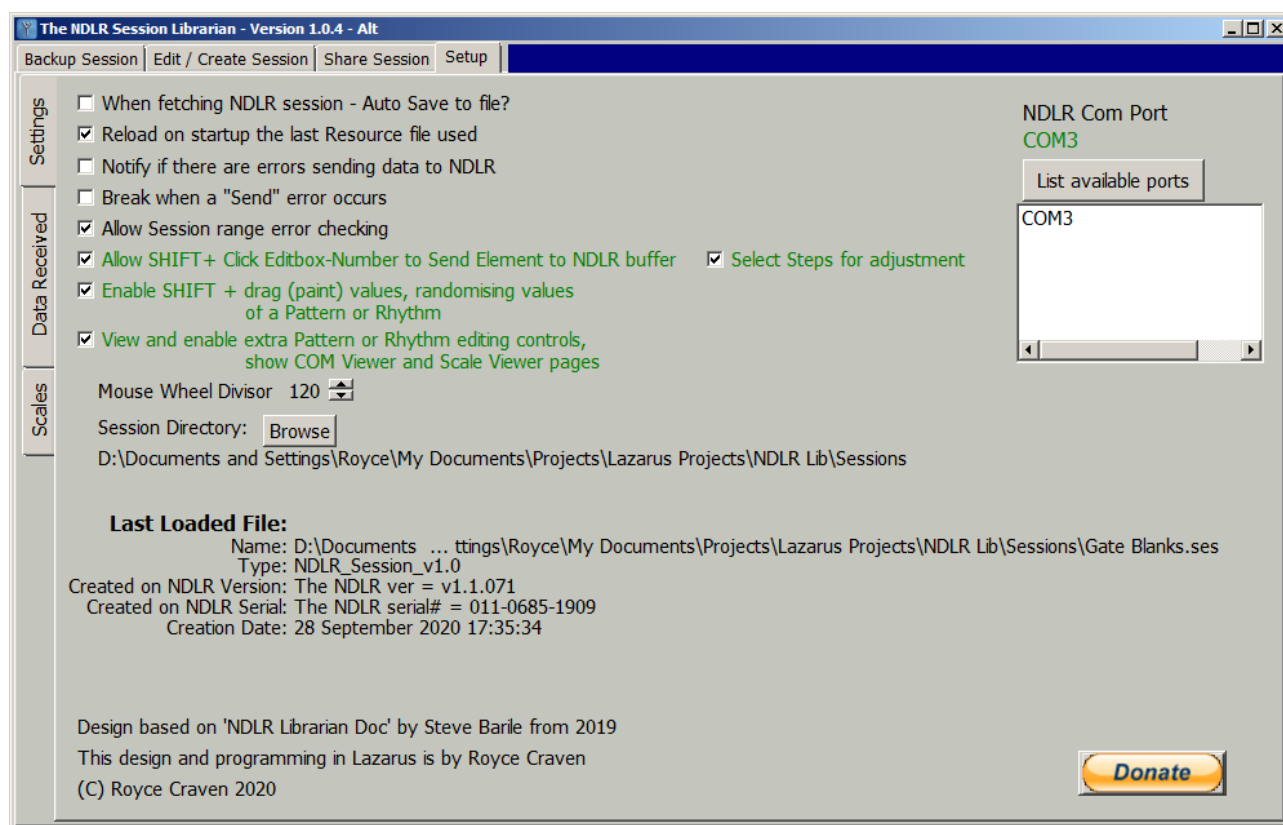 The NDLR Session Librarian - Version 1.0.4 - Alt
Backup Session Edit / Create Session Share Session Setup
Settings
Data Received
Scales
When fetching NDLR session - Auto Save to file?
Reload on startup the last Resource file used
Notify if there are errors sending data to NDLR
Break when a "Send" error occurs
Allow Session range error checking
Allow SHIFT+ Click Editbox-Number to Send Element to NDLR buffer
Select Steps for adjustment
Enable SHIFT + drag (paint) values, randomising values
of a Pattern or Rhythm
View and enable extra Pattern or Rhythm editing controls,
show COM Viewer and Scale Viewer pages
Mouse Wheel Divisor 120
Session Directory: Browse
D:\Documents and Settings\Royce\My Documents\Projects\Lazarus Projects\NDLR Lib\Sessions
NDLR Com Port
COM3
List available ports
COM3
Last Loaded File:
Name: D:\Documents ... ttings\Royce\My Documents\Projects\Lazarus Projects\NDLR Lib\Sessions\Gate Blanks.ses
Type: NDLR_Session_v1.0
Created on NDLR Version: The NDLR ver = v1.1.071
Created on NDLR Serial: The NDLR serial# = 011-0685-1909
Creation Date: 28 September 2020 17:35:34
Design based on 'NDLR Librarian Doc' by Steve Barile from 2019
This design and programming in Lazarus is by Royce Craven
(C) Royce Craven 2020
Donate